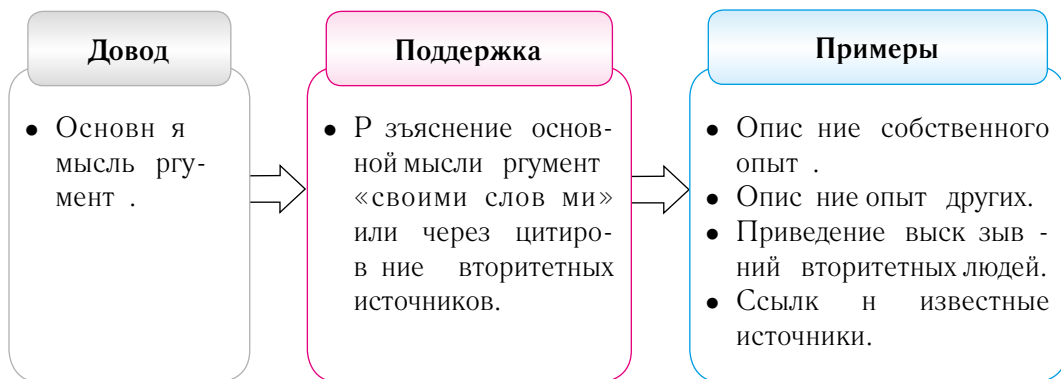 Довод
• Основн я
мысль ргу-
мент .
Поддержка
• Р зъяснение основ-
ной мысли ргумент
«своими слов ми»
или через цитиро-
в ние вторитетных
источников.
Примеры
• Опис ние собственного
опыт .
• Опис ние опыт других.
• Приведение выск зыв -
ний вторитетных людей.
• Ссылк н известные
источники.